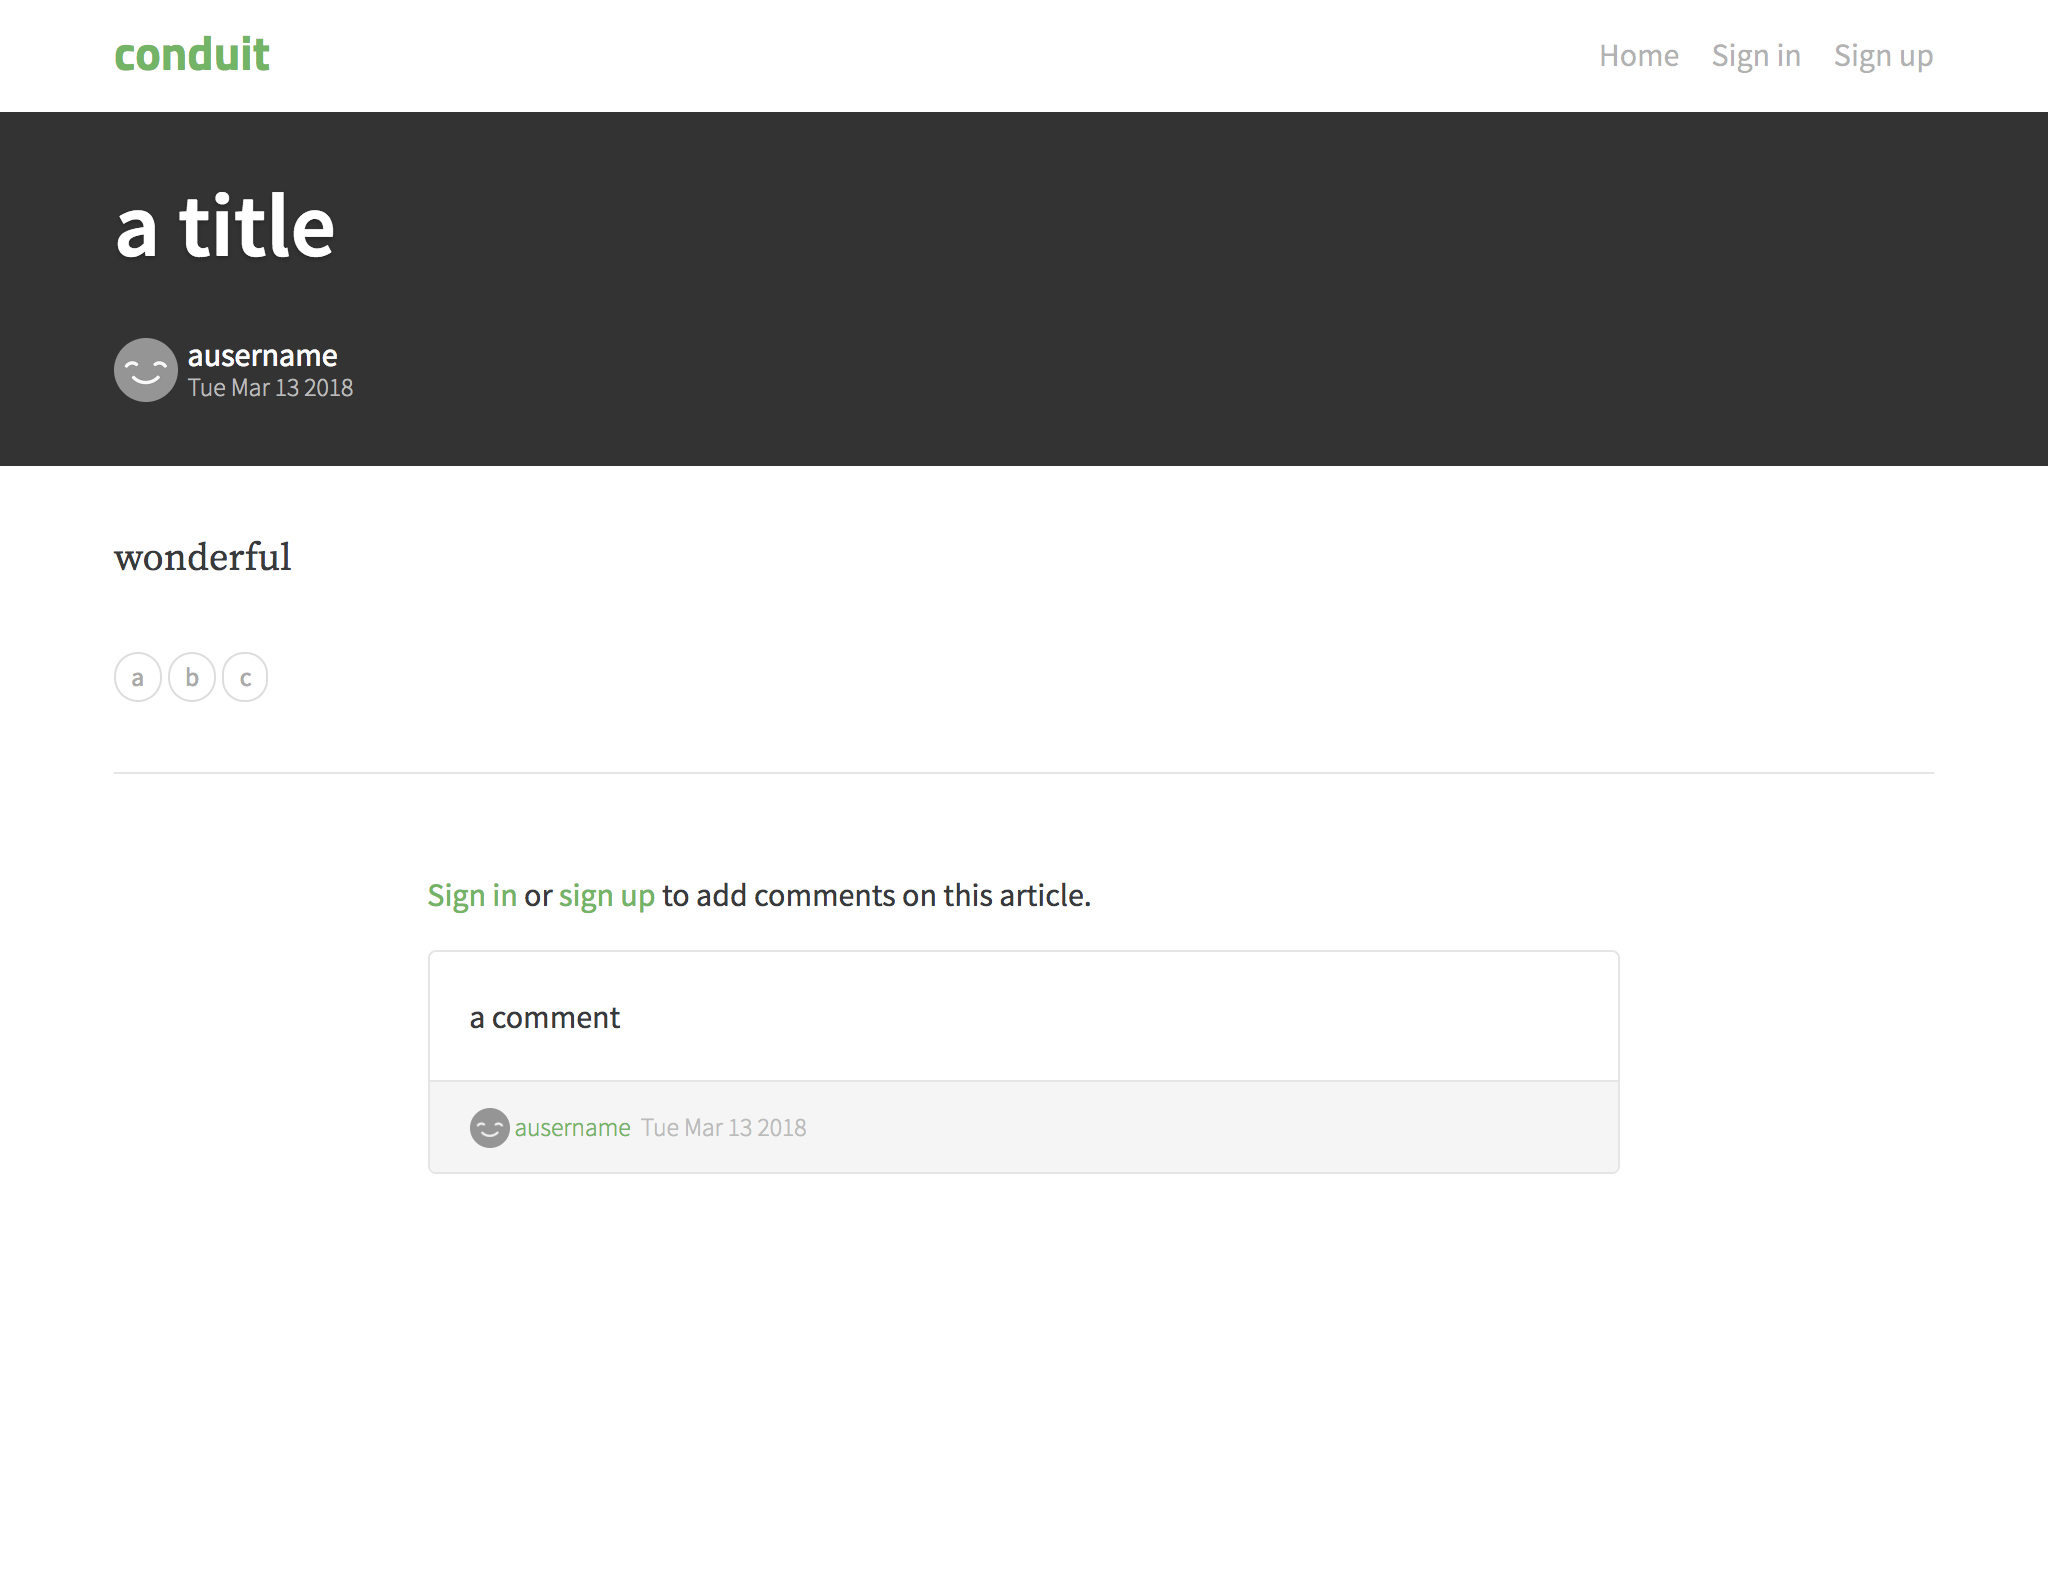 conduit
Home Sign in Sign up
a title
ausername
Tue Mar 13 2018
wonderful
a b c
Sign in or sign up to add comments on this article.
a comment
ausername Tue Mar 13 2018